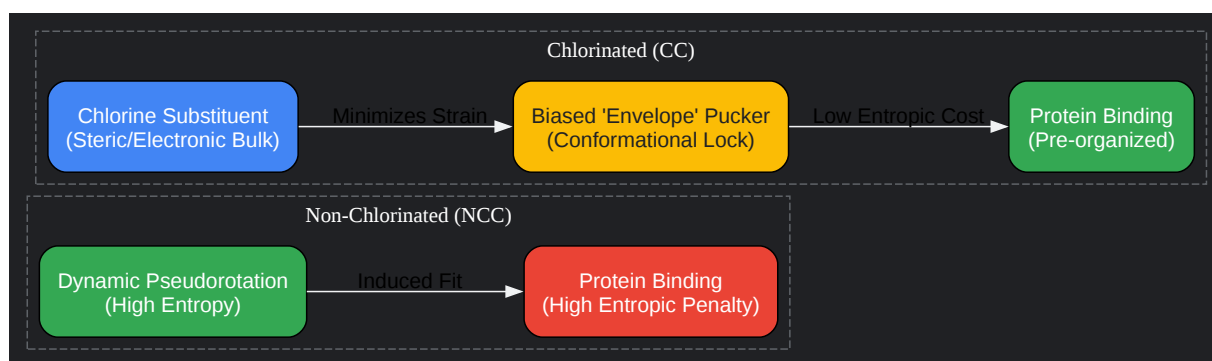 Chlorinated (CC)
Chlorine Substituent
(Steric/Electronic Bulk)
Minimizes Strain
Biased 'Envelope' Pucker
(Conformational Lock)
Low Entropic Cost
Protein Binding
(Pre-organized)
Non-Chlorinated (NCC)
Dynamic Pseudorotation
(High Entropy)
Induced Fit
Protein Binding
(High Entropic Penalty)